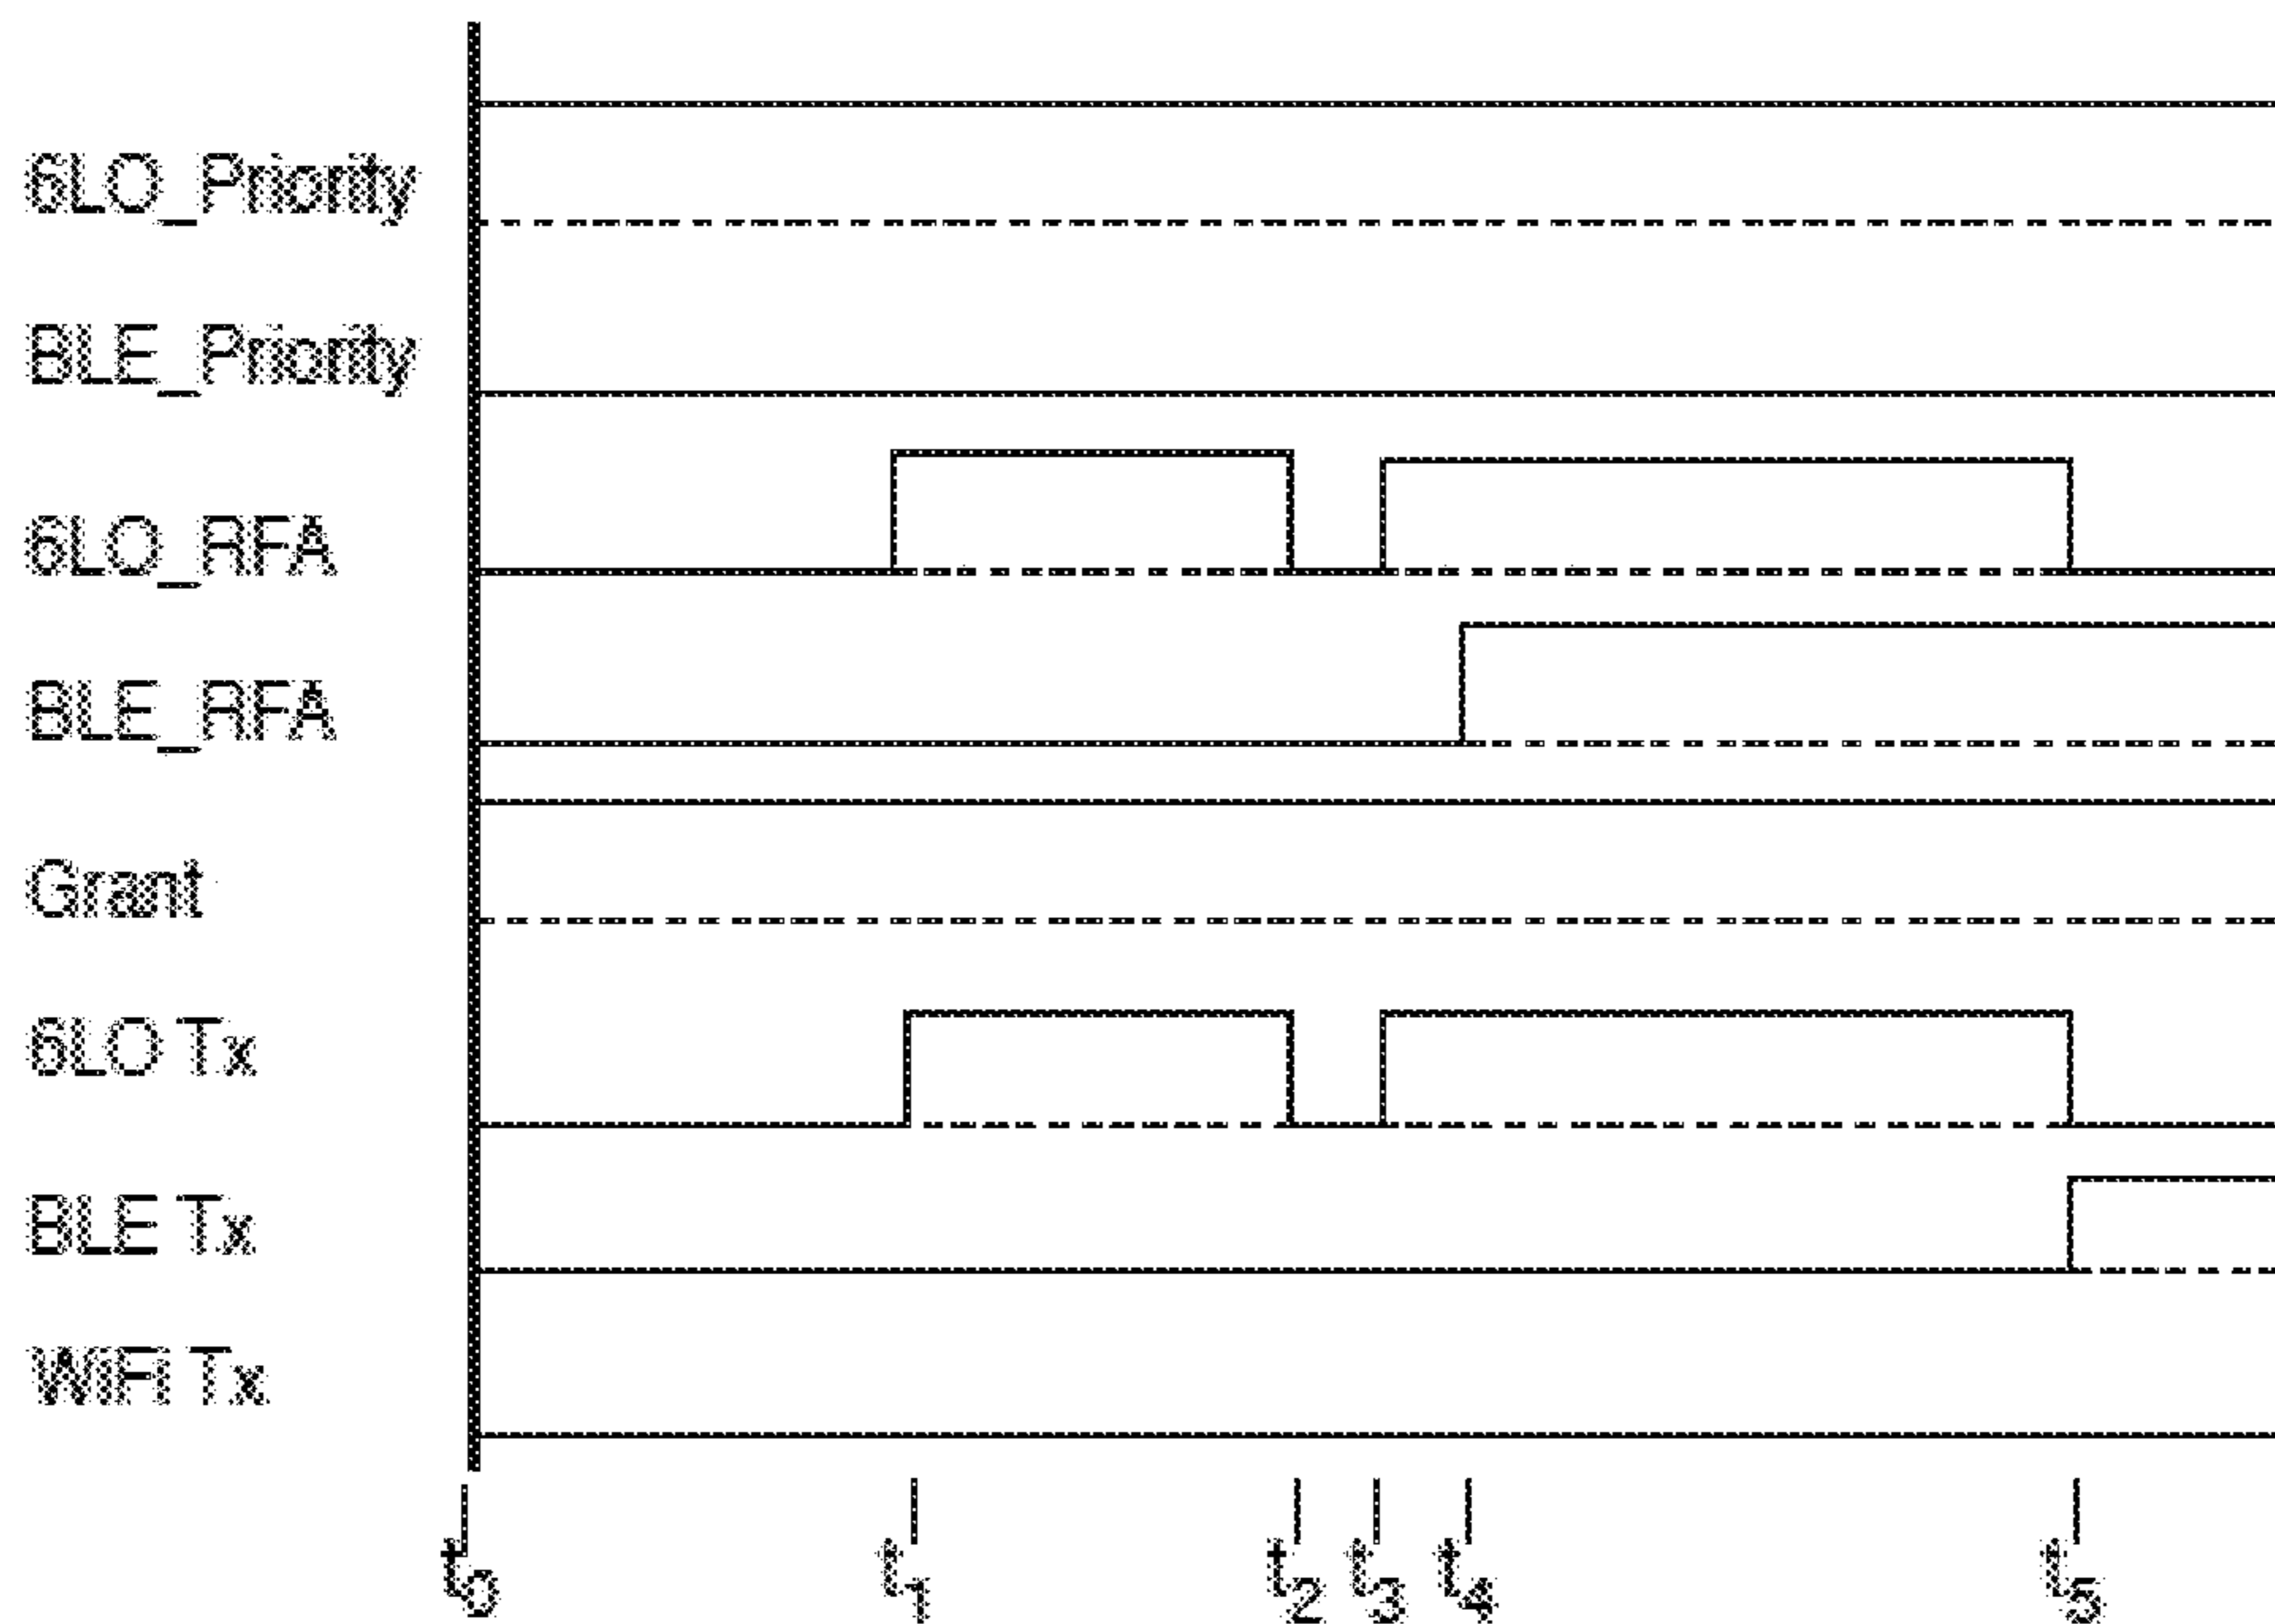 6LO_Priority
BLE_Priority
6LO_RFA
BLE_RFA
Grant
6LO Tx
BLE Tx
WiFi Tx
t0 t1 t2 t3 t4 t5